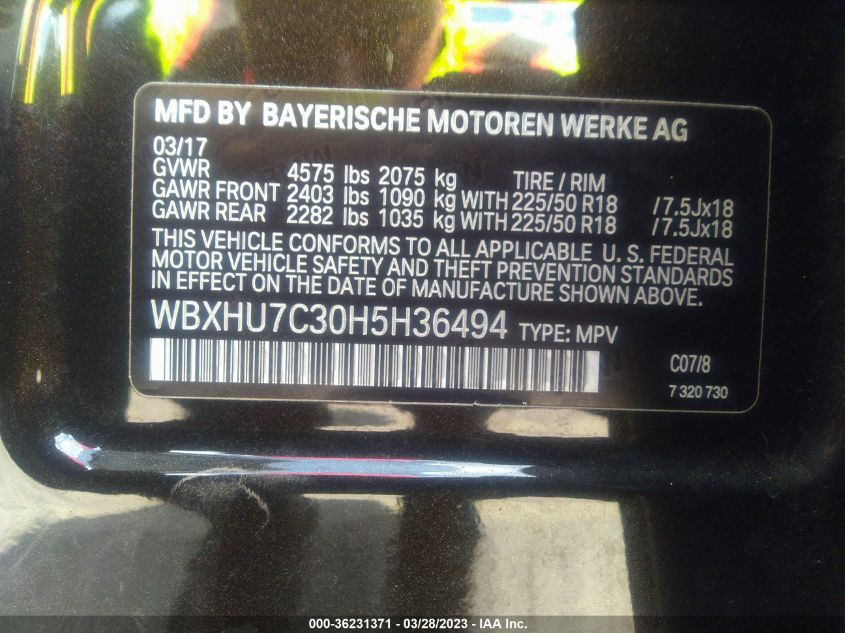 MFD BY BAYERISCHE MOTOREN WERKE AG
03/17
GVWR 4575 lbs 2075 kg TIRE / RIM
GAWR FRONT 2403 lbs 1090 kg WITH 225/50 R18 /7.5Jx18
GAWR REAR 2282 lbs 1035 kg WITH 225/50 R18 /7.5Jx18
THIS VEHICLE CONFORMS TO ALL APPLICABLE U. S. FEDERAL
MOTOR VEHICLE SAFETY AND THEFT PREVENTION STANDARDS
IN EFFECT ON THE DATE OF MANUFACTURE SHOWN ABOVE.
WBXHU7C30H5H36494 TYPE: MPV
C07/8
7 320 730
000-36231371 - 03/28/2023 - IAA Inc.